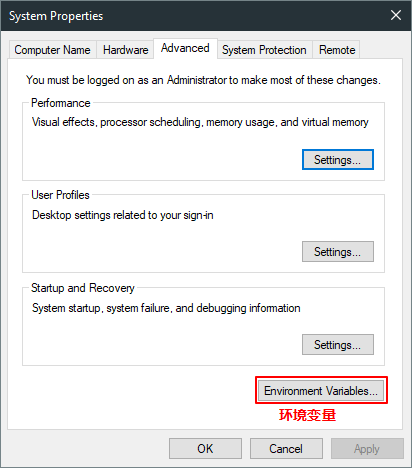 System Properties
Computer Name Hardware Advanced System Protection Remote
You must be logged on as an Administrator to make most of these changes.
Performance
Visual effects, processor scheduling, memory usage, and virtual memory
Settings...
User Profiles
Desktop settings related to your sign-in
Settings...
Startup and Recovery
System startup, system failure, and debugging information
Settings...
Environment Variables...
环境变量
OK Cancel Apply